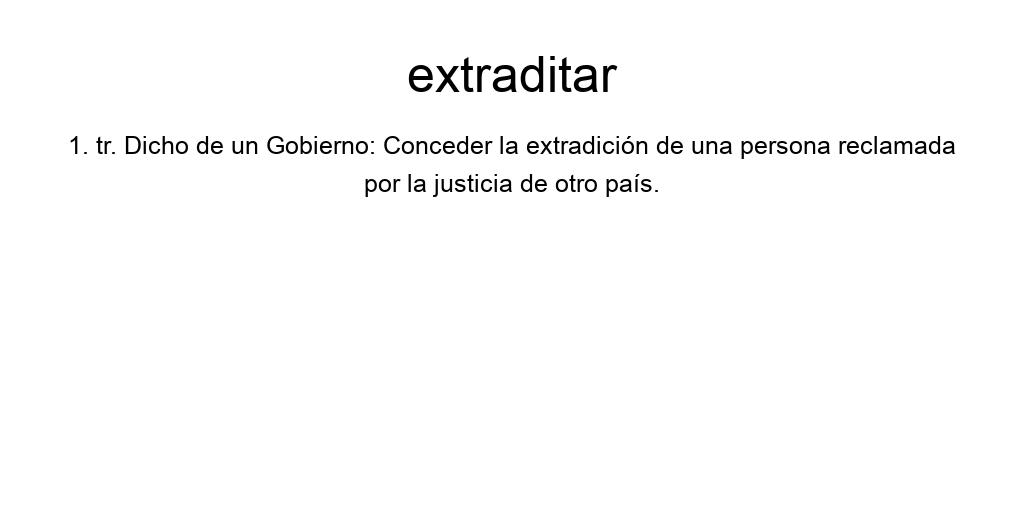 extraditar
1. tr. Dicho de un Gobierno: Conceder la extradición de una persona reclamada
por la justicia de otro país.